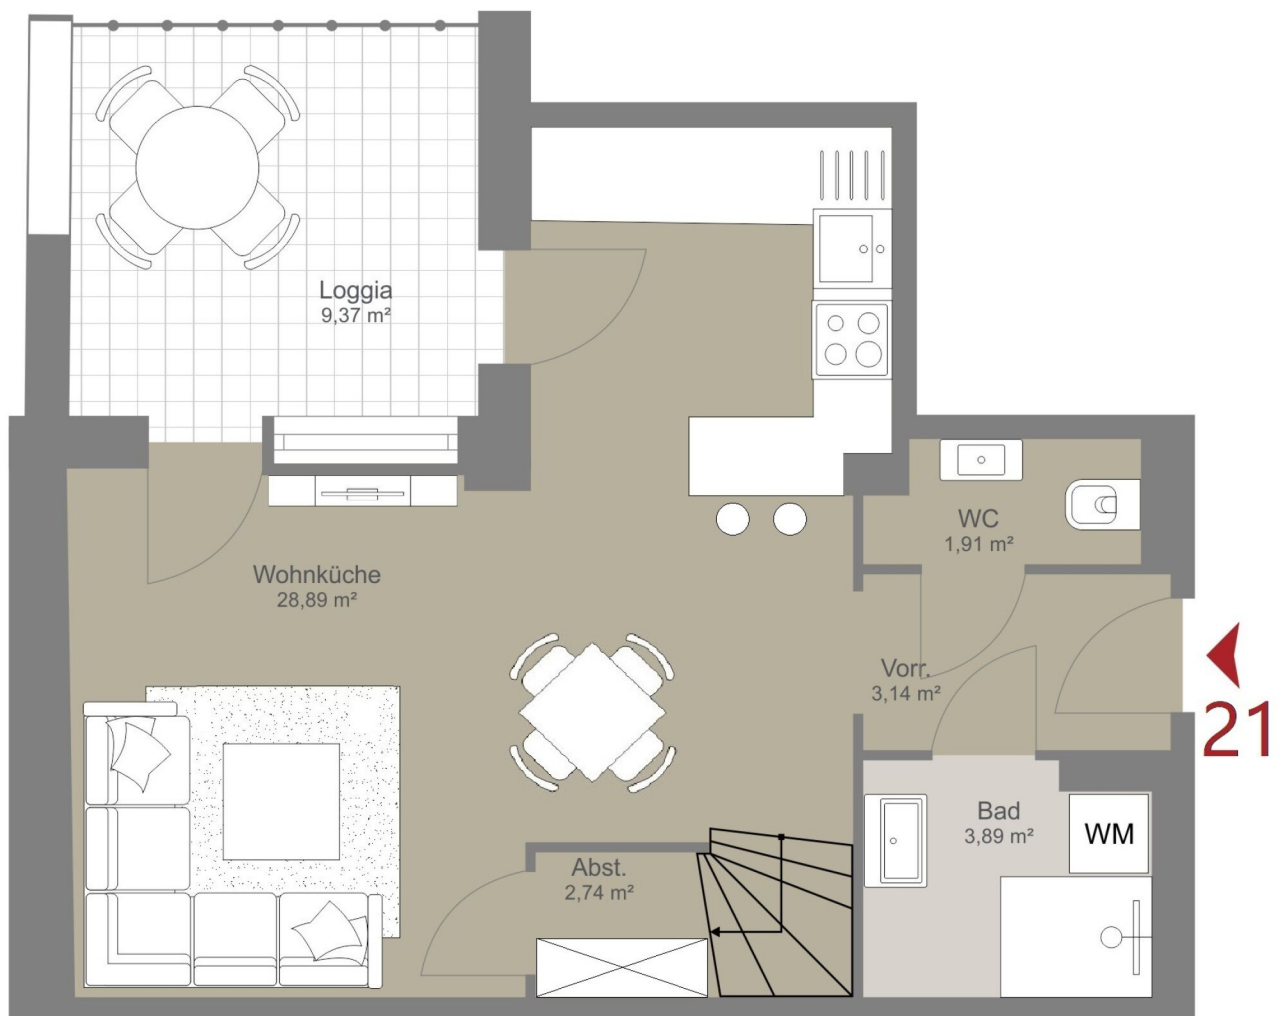 Loggia
9,37 m²
WC
1,91 m²
Wohnküche
28,89 m²
Vorr.
3,14 m²
21
Bad
3,89 m²
WM
Abst.
2,74 m²